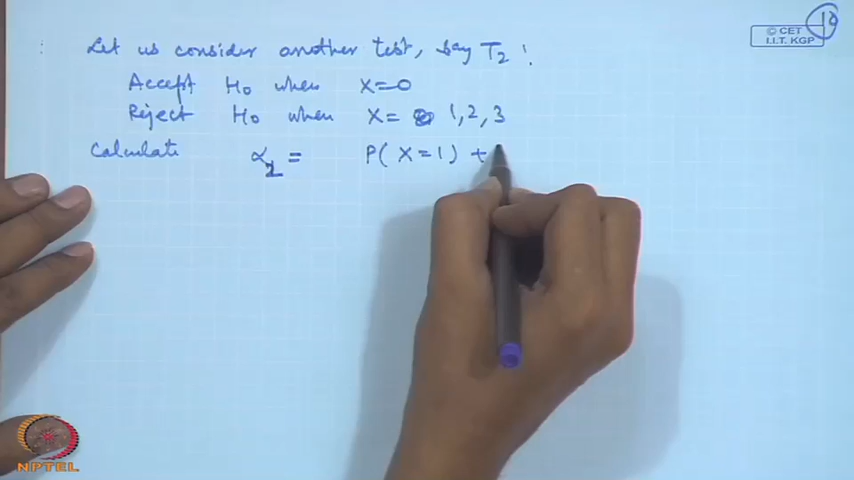 10
© CET
I.I.T. KGP
: Let us consider another test, say T₂ :
Accept H₀ when X=0
Reject H₀ when X= 1,2,3
Calculate α₂ = P( X=1) +
NPTEL